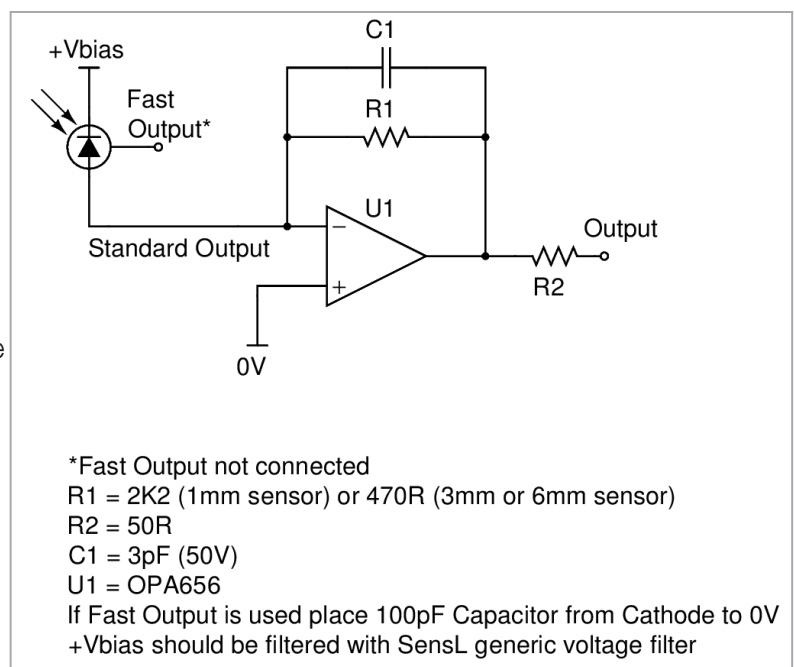 C1
+Vbias
Fast
Output*
R1
U1
Standard Output
−
+
Output
R2
0V
e
*Fast Output not connected
R1 = 2K2 (1mm sensor) or 470R (3mm or 6mm sensor)
R2 = 50R
C1 = 3pF (50V)
U1 = OPA656
If Fast Output is used place 100pF Capacitor from Cathode to 0V
+Vbias should be filtered with SensL generic voltage filter